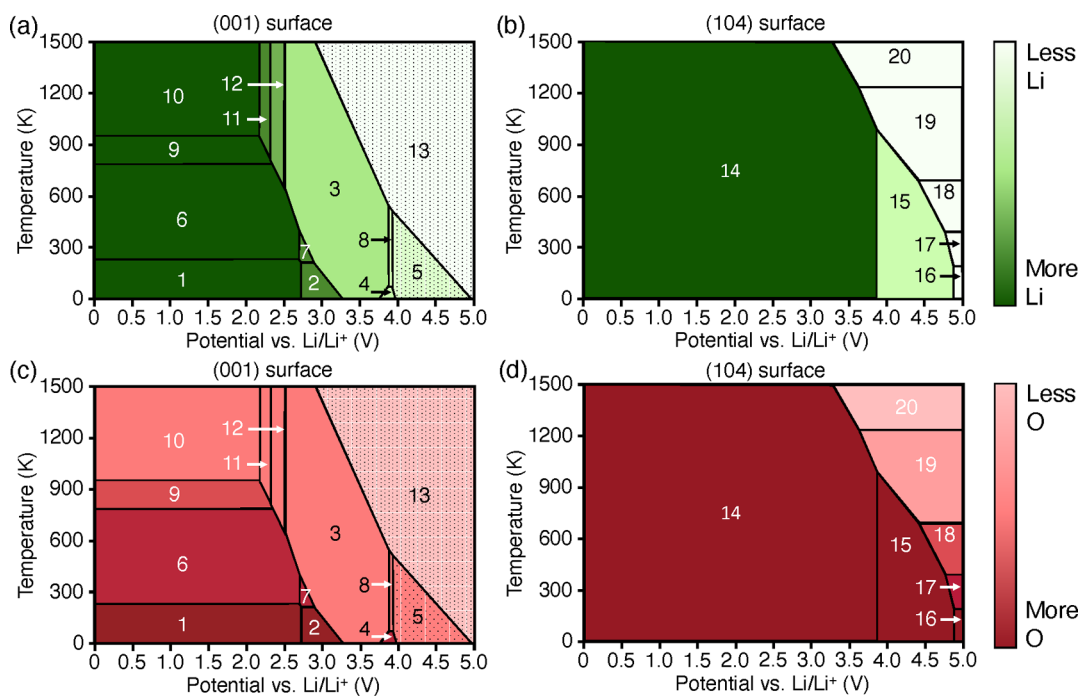 (a) (001) surface
1500
1200
900
600
300
0
Temperature (K)
10
12
11
9
3
13
6
8
7
5
1
2
4
0 0.5 1.0 1.5 2.0 2.5 3.0 3.5 4.0 4.5 5.0
Potential vs. Li/Li⁺ (V)
(b) (104) surface
1500
1200
900
600
300
0
Temperature (K)
20
19
14
15
18
17
16
0 0.5 1.0 1.5 2.0 2.5 3.0 3.5 4.0 4.5 5.0
Potential vs. Li/Li⁺ (V)
Less
Li
More
Li
(c) (001) surface
1500
1200
900
600
300
0
Temperature (K)
10
12
11
9
3
13
6
8
7
5
1
2
4
0 0.5 1.0 1.5 2.0 2.5 3.0 3.5 4.0 4.5 5.0
Potential vs. Li/Li⁺ (V)
(d) (104) surface
1500
1200
900
600
300
0
Temperature (K)
20
19
14
15
18
17
16
0 0.5 1.0 1.5 2.0 2.5 3.0 3.5 4.0 4.5 5.0
Potential vs. Li/Li⁺ (V)
Less
O
More
O